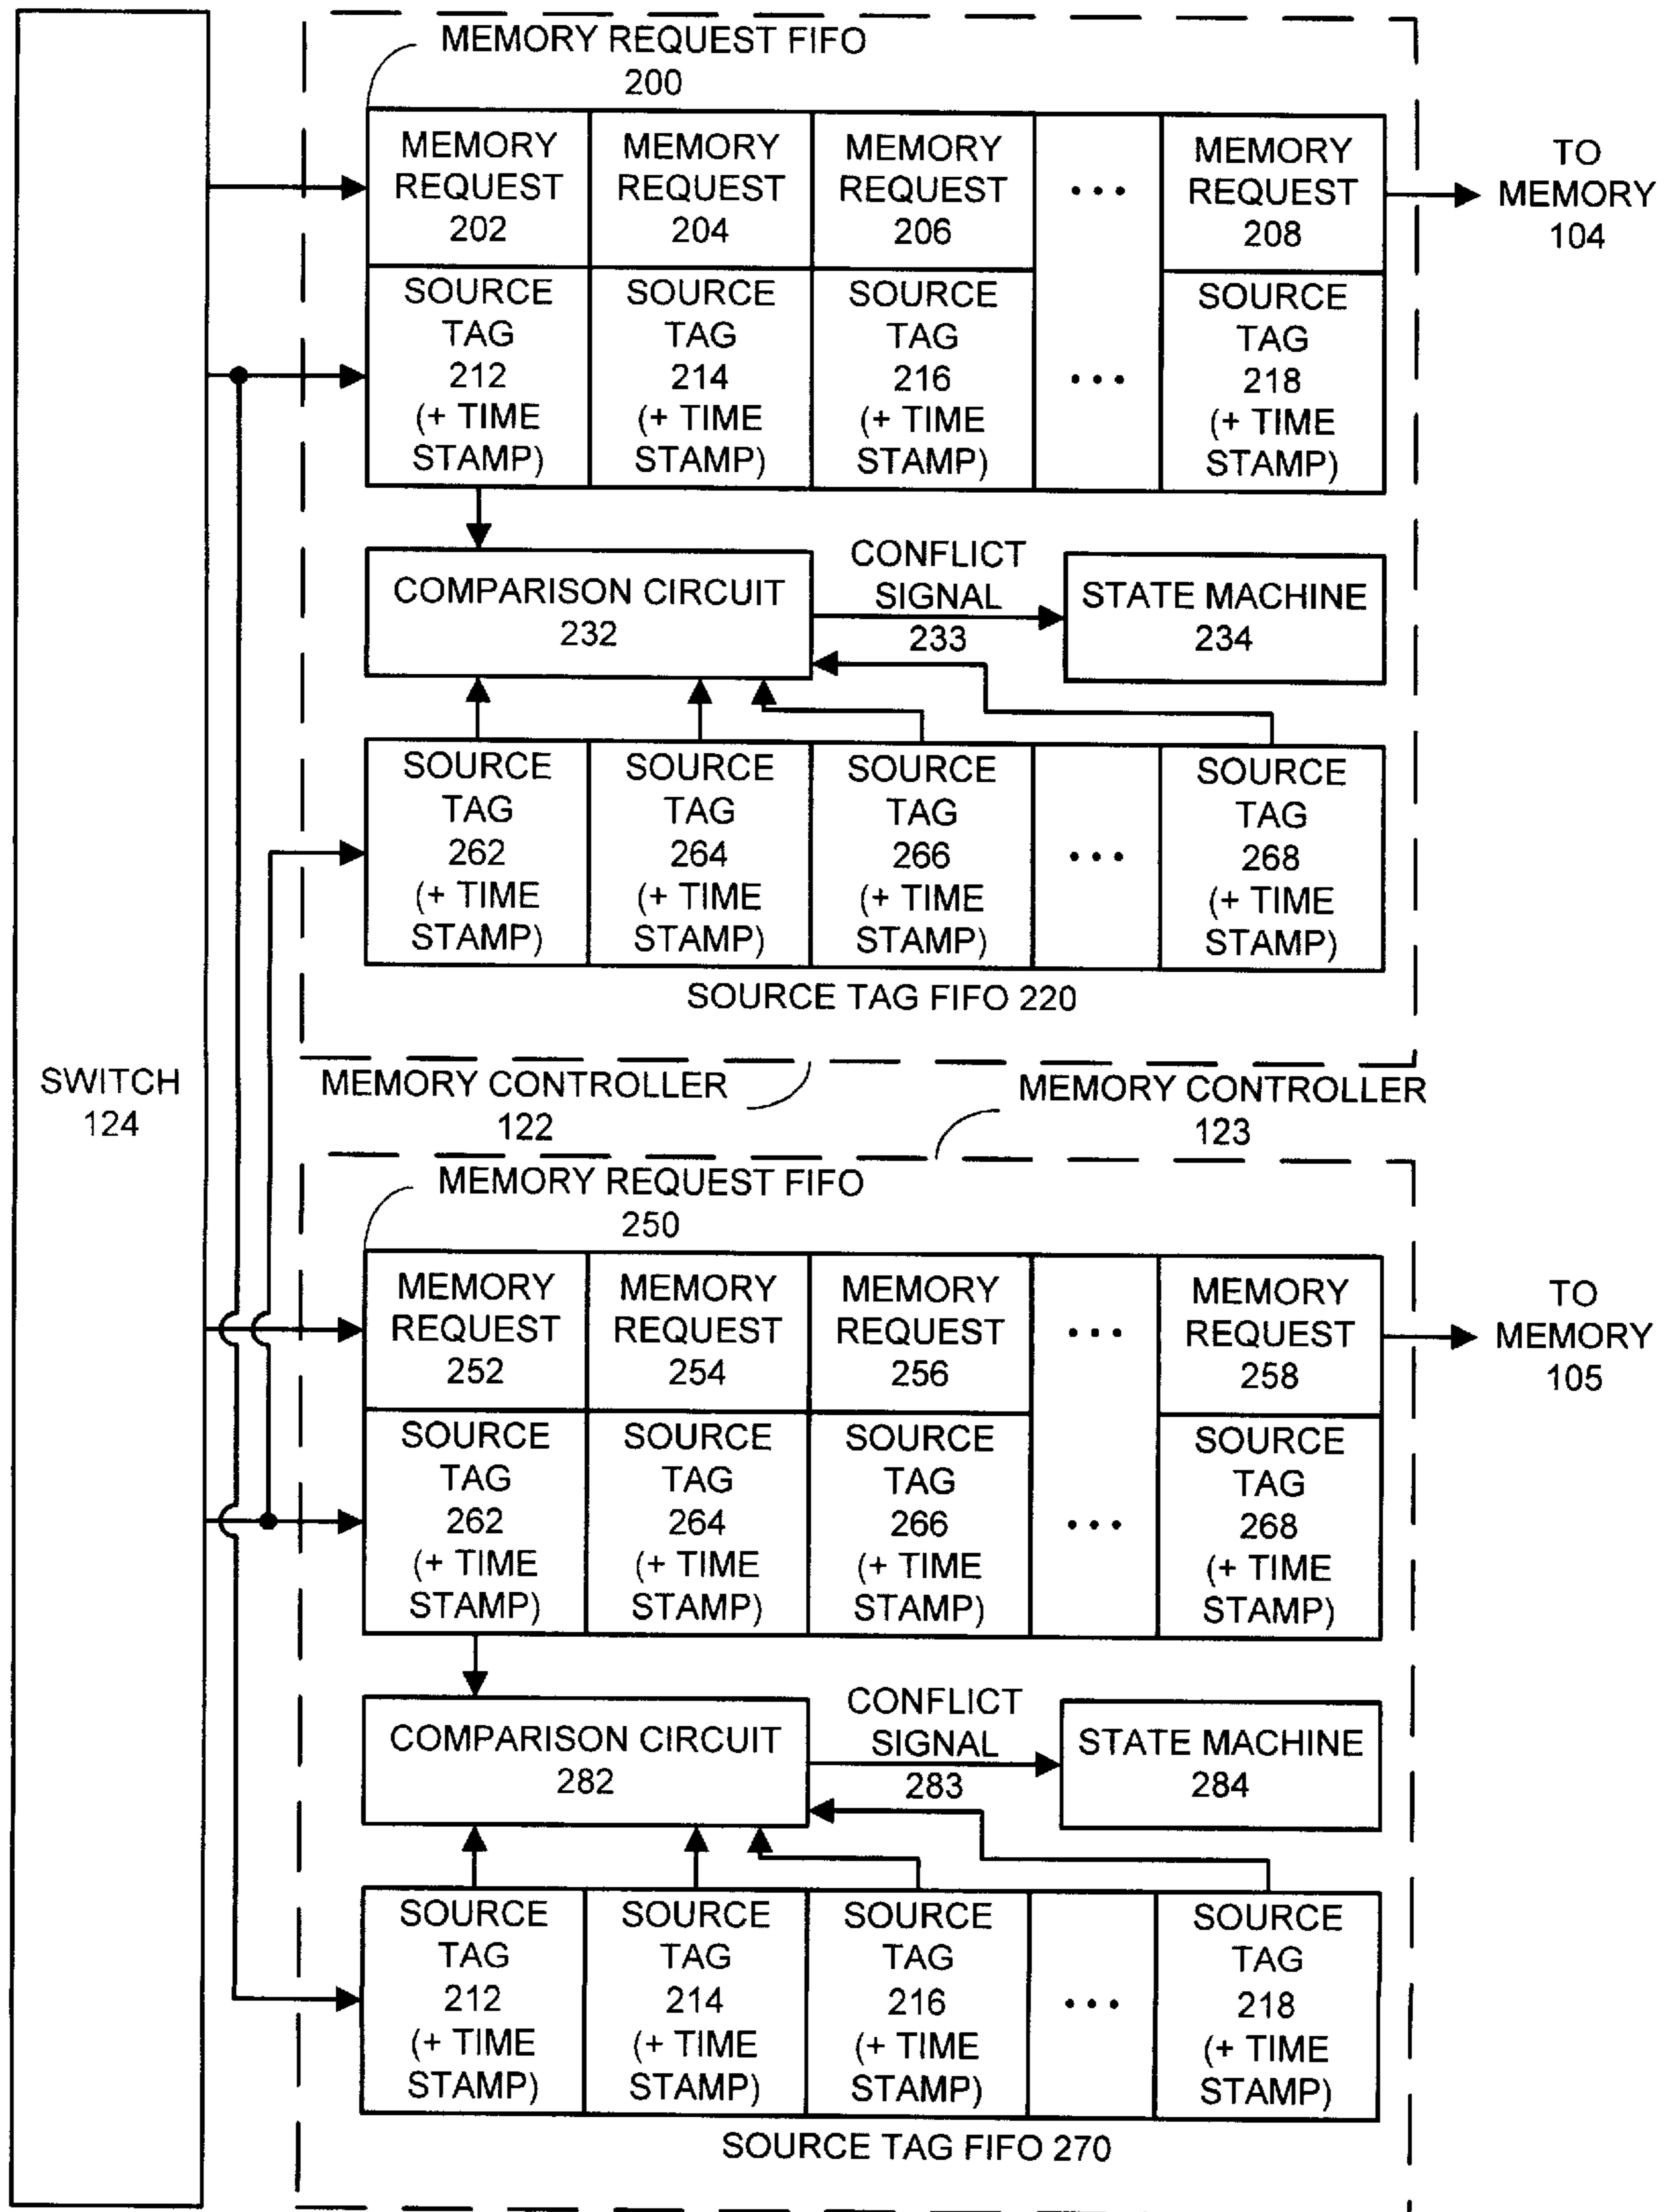 MEMORY REQUEST FIFO
200
MEMORY
REQUEST
202
MEMORY
REQUEST
204
MEMORY
REQUEST
206
...
MEMORY
REQUEST
208
TO
MEMORY
104
SOURCE
TAG
212
(+ TIME
STAMP)
SOURCE
TAG
214
(+ TIME
STAMP)
SOURCE
TAG
216
(+ TIME
STAMP)
...
SOURCE
TAG
218
(+ TIME
STAMP)
COMPARISON CIRCUIT
232
CONFLICT
SIGNAL
233
STATE MACHINE
234
SOURCE
TAG
262
(+ TIME
STAMP)
SOURCE
TAG
264
(+ TIME
STAMP)
SOURCE
TAG
266
(+ TIME
STAMP)
...
SOURCE
TAG
268
(+ TIME
STAMP)
SOURCE TAG FIFO 220
SWITCH
124
MEMORY CONTROLLER
122
MEMORY CONTROLLER
123
MEMORY REQUEST FIFO
250
MEMORY
REQUEST
252
MEMORY
REQUEST
254
MEMORY
REQUEST
256
...
MEMORY
REQUEST
258
TO
MEMORY
105
SOURCE
TAG
262
(+ TIME
STAMP)
SOURCE
TAG
264
(+ TIME
STAMP)
SOURCE
TAG
266
(+ TIME
STAMP)
...
SOURCE
TAG
268
(+ TIME
STAMP)
COMPARISON CIRCUIT
282
CONFLICT
SIGNAL
283
STATE MACHINE
284
SOURCE
TAG
212
(+ TIME
STAMP)
SOURCE
TAG
214
(+ TIME
STAMP)
SOURCE
TAG
216
(+ TIME
STAMP)
...
SOURCE
TAG
218
(+ TIME
STAMP)
SOURCE TAG FIFO 270